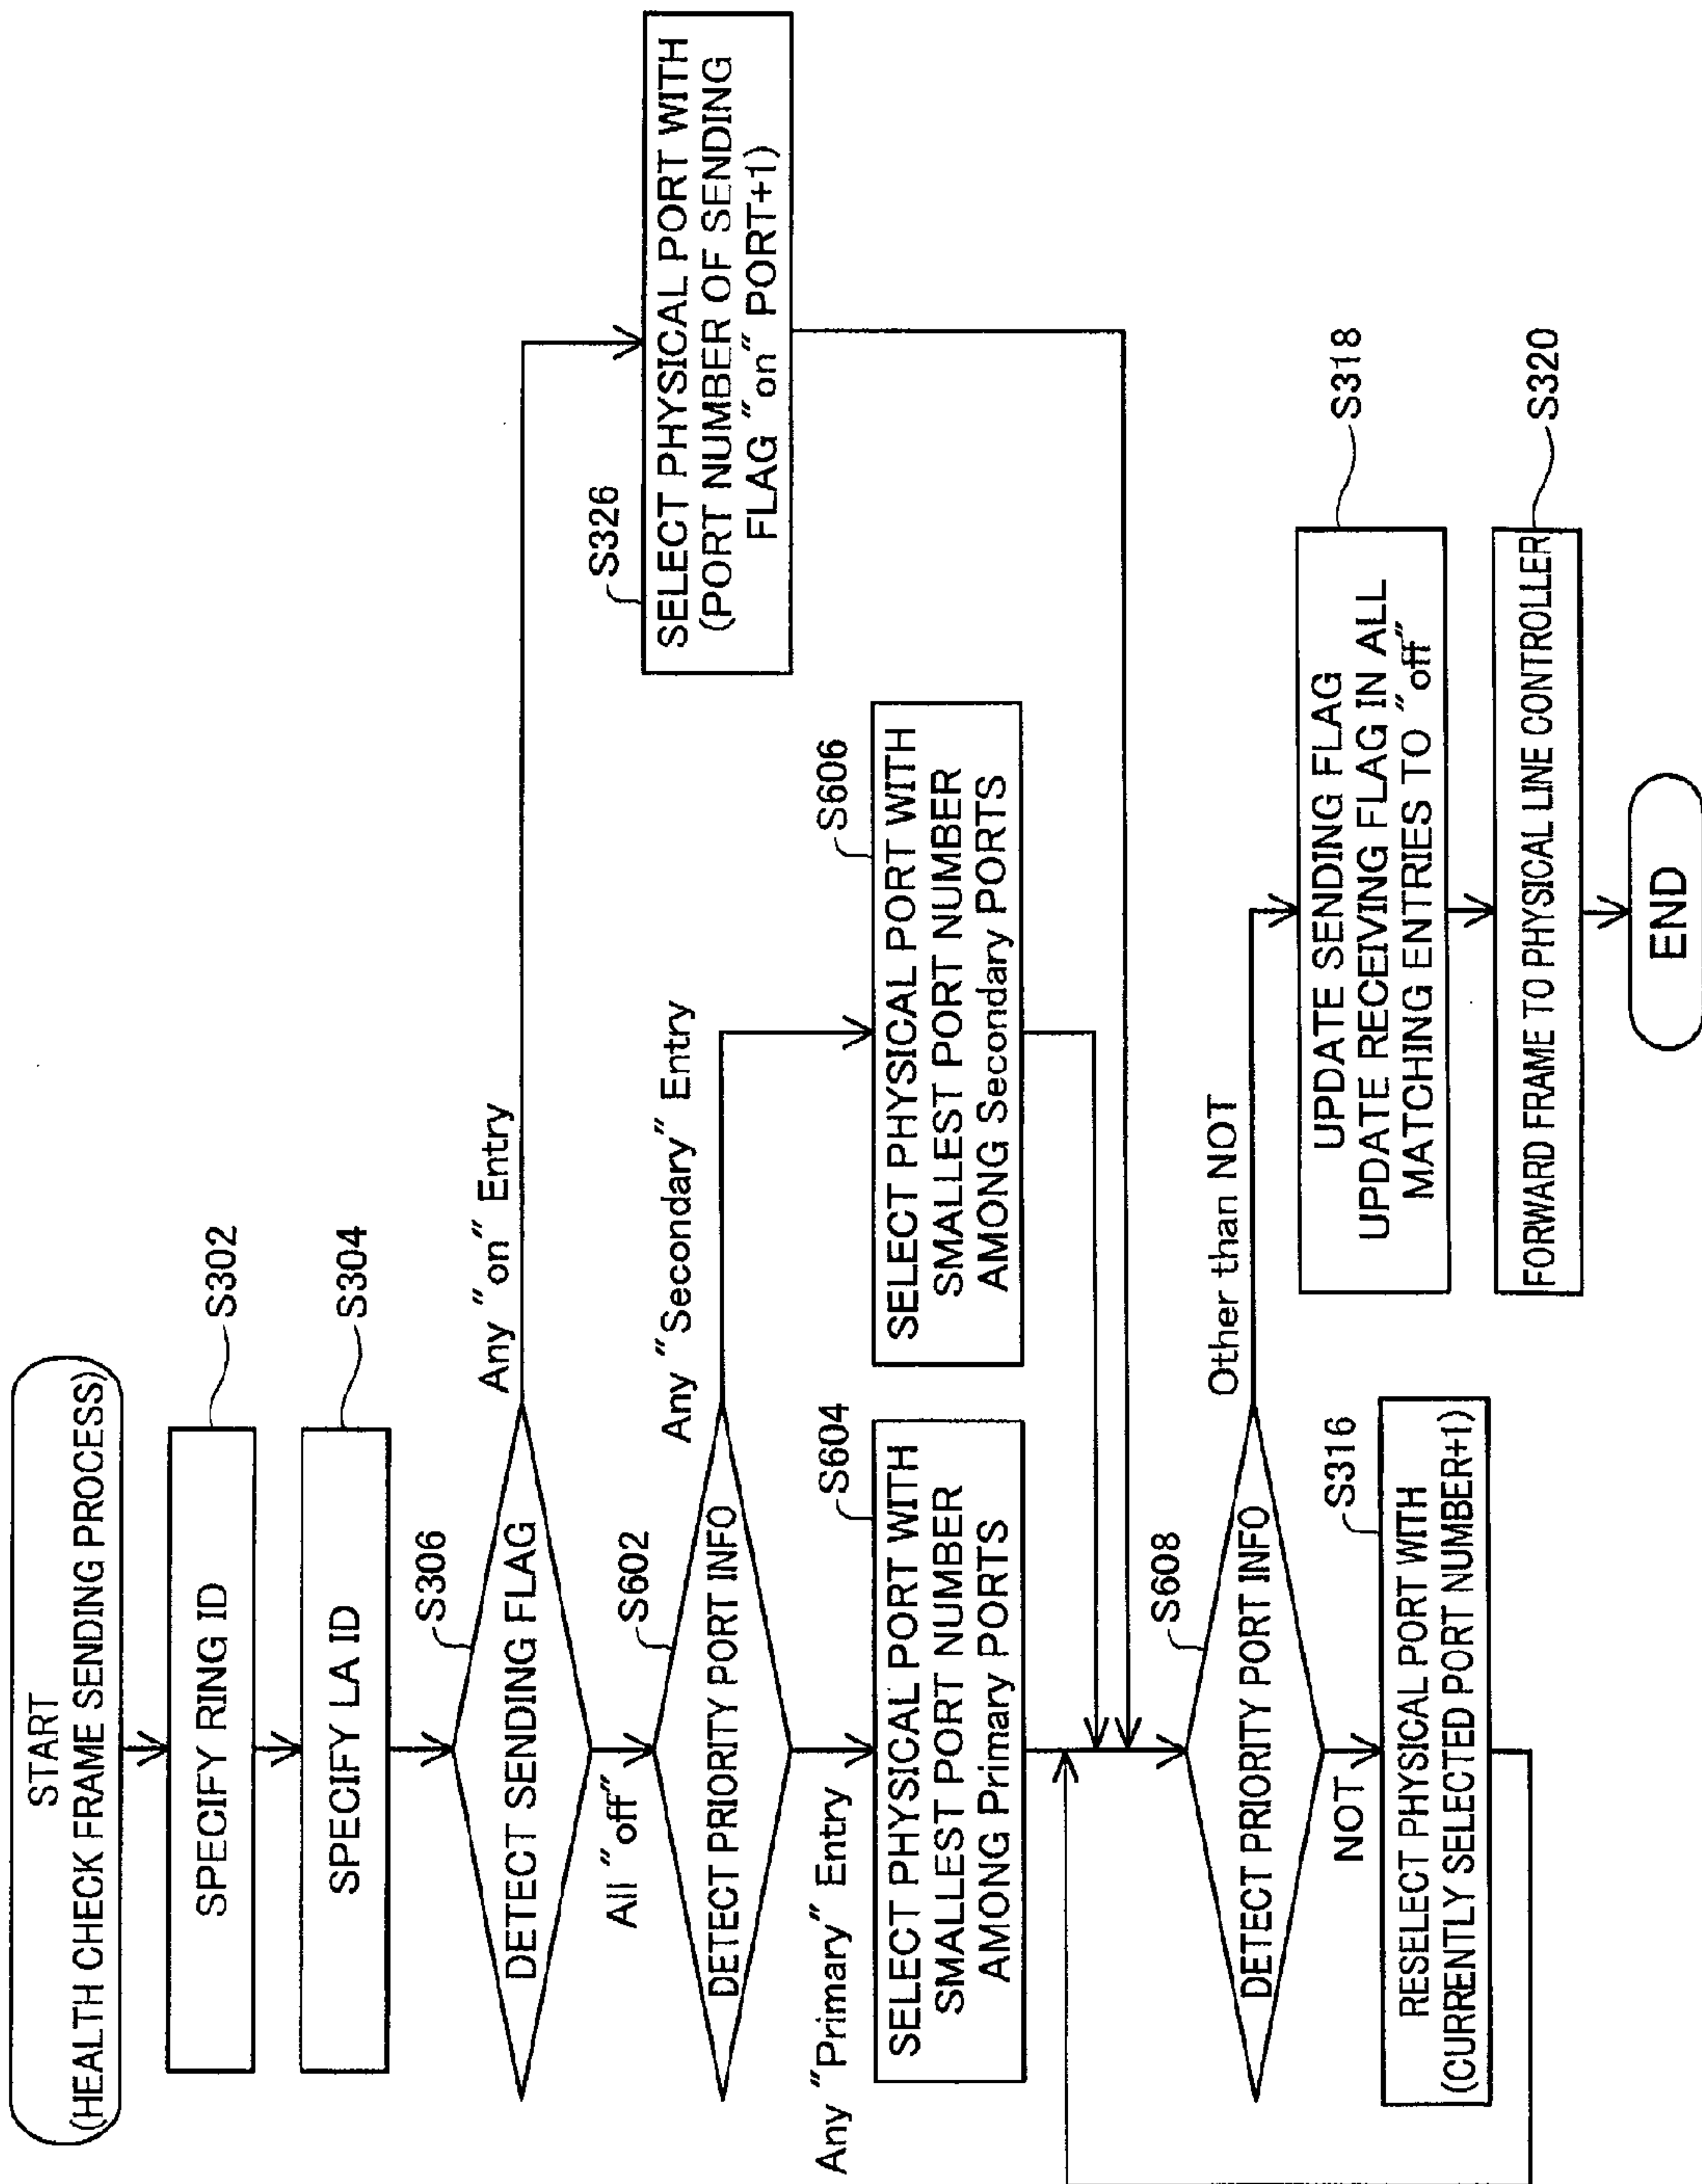 START
(HEALTH CHECK FRAME SENDING PROCESS)
S302
SPECIFY RING ID
S304
SPECIFY LA ID
S306
DETECT SENDING FLAG
Any "on" Entry
All "off"
S326
SELECT PHYSICAL PORT WITH
(PORT NUMBER OF SENDING
FLAG "on" PORT+1)
S602
DETECT PRIORITY PORT INFO
Any "Secondary" Entry
Any "Primary" Entry
S604
SELECT PHYSICAL PORT WITH
SMALLEST PORT NUMBER
AMONG Primary PORTS
S606
SELECT PHYSICAL PORT WITH
SMALLEST PORT NUMBER
AMONG Secondary PORTS
S608
DETECT PRIORITY PORT INFO
Other than NOT
NOT
S316
RESELECT PHYSICAL PORT WITH
(CURRENTLY SELECTED PORT NUMBER+1)
S318
UPDATE SENDING FLAG
UPDATE RECEIVING FLAG IN ALL
MATCHING ENTRIES TO "off"
S320
FORWARD FRAME TO PHYSICAL LINE CONTROLLER
END